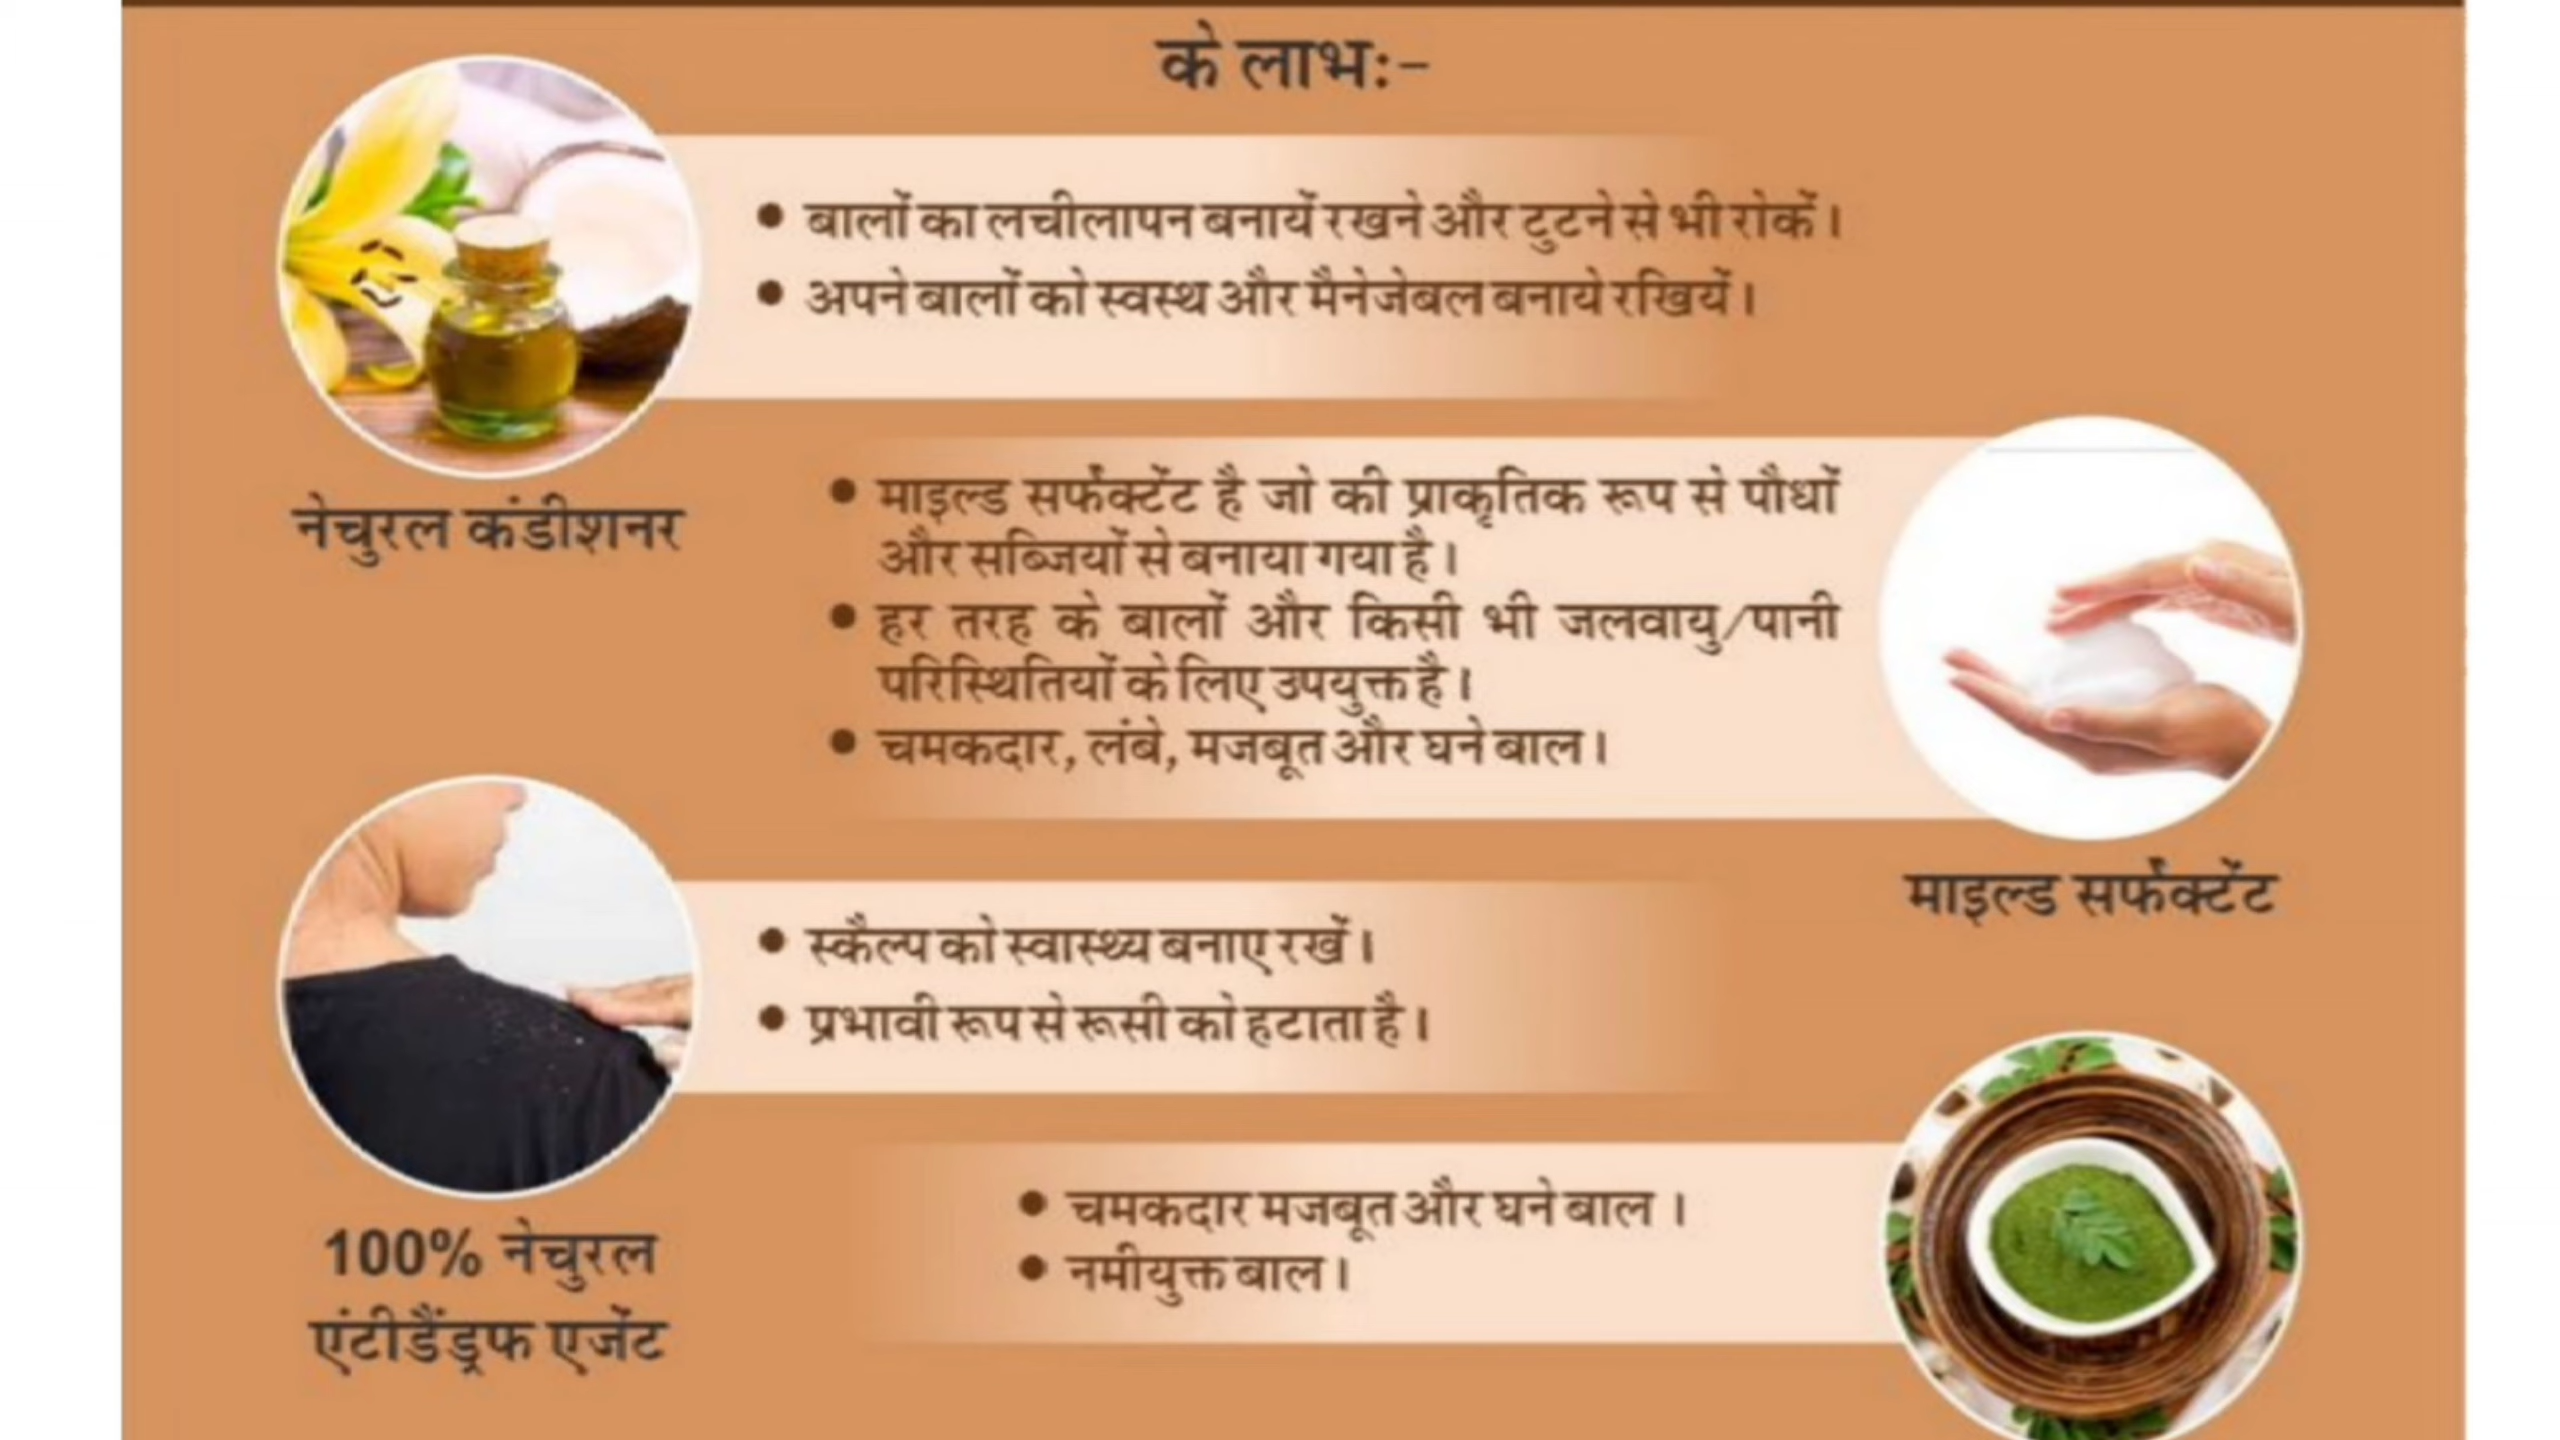 के लाभः-
• बालों का लचीलापन बनायें रखने और टुटने से भी रोकें।
• अपने बालों को स्वस्थ और मैनेजेबल बनाये रखियें।
नेचुरल कंडीशनर
• माइल्ड सर्फेक्टेंट है जो की प्राकृतिक रूप से पौधों
और सब्जियों से बनाया गया है।
• हर तरह के बालों और किसी भी जलवायु/पानी
परिस्थितियों के लिए उपयुक्त है।
• चमकदार, लंबे, मजबूत और घने बाल।
माइल्ड सर्फेक्टेंट
• स्कैल्प को स्वास्थ्य बनाए रखें।
• प्रभावी रूप से रूसी को हटाता है।
100% नेचुरल
एंटीडैंड्रफ एजेंट
• चमकदार मजबूत और घने बाल ।
• नमीयुक्त बाल।